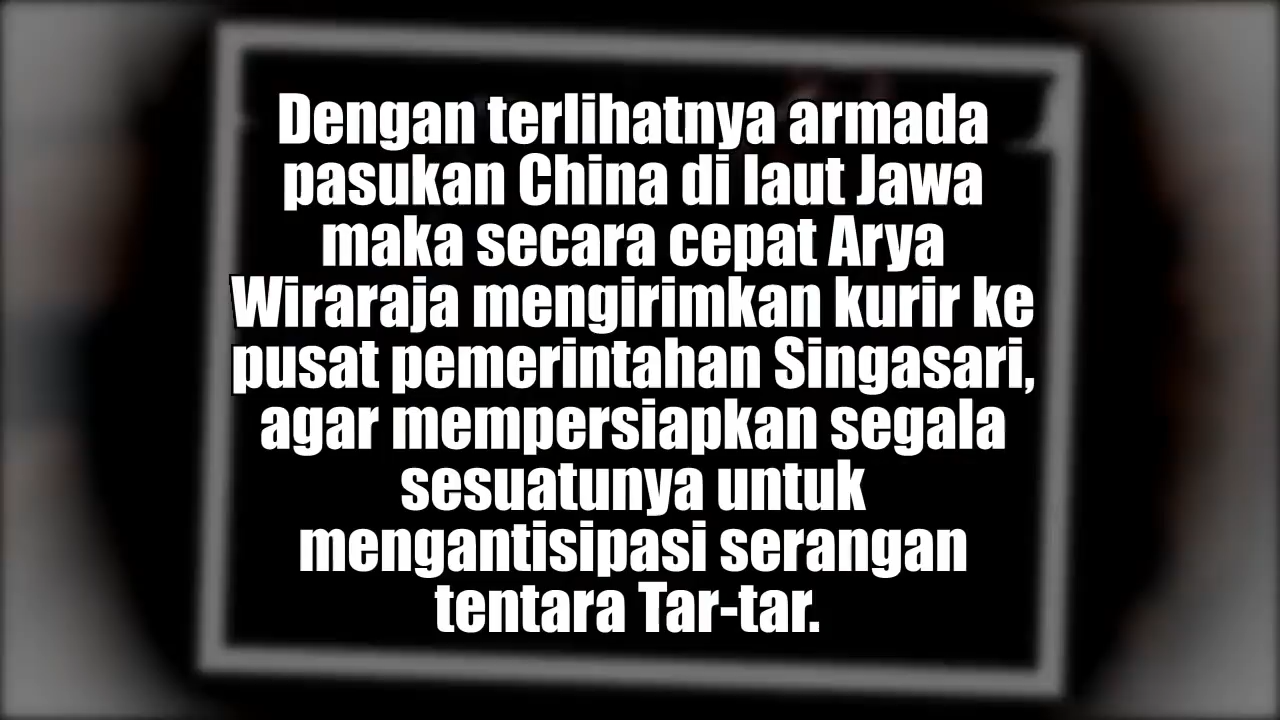 Dengan terlihatnya armada
pasukan China di laut Jawa
maka secara cepat Arya
Wiraraja mengirimkan kurir ke
pusat pemerintahan Singasari,
agar mempersiapkan segala
sesuatunya untuk
mengantisipasi serangan
tentara Tar-tar.